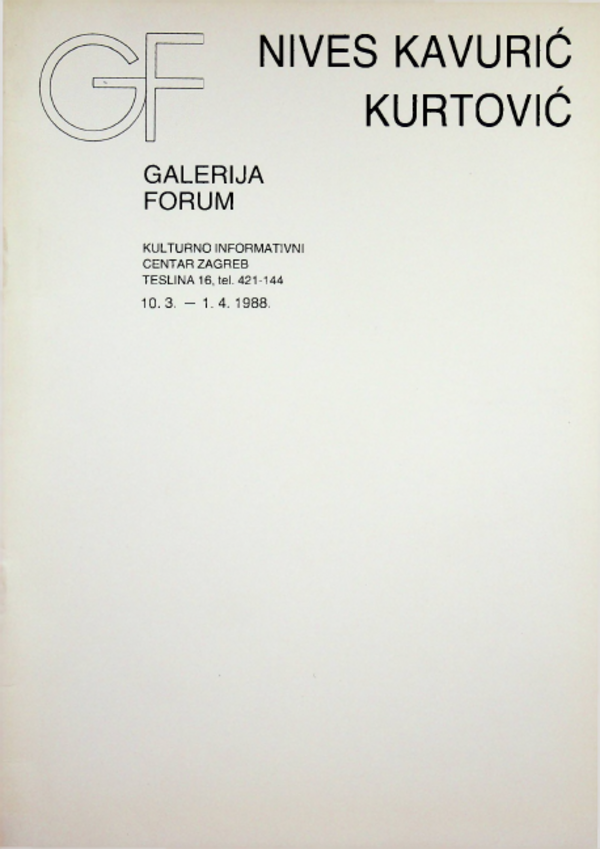 GF
NIVES KAVURIĆ
KURTOVIĆ
GALERIJA
FORUM
KULTURNO INFORMATIVNI
CENTAR ZAGREB
TESLINA 16, tel. 421-144
10. 3. — 1. 4. 1988.